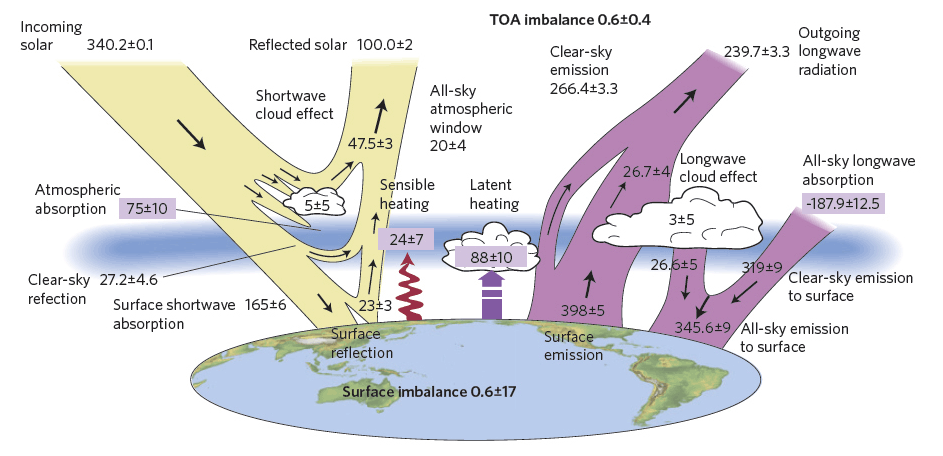 TOA imbalance 0.6±0.4
Incoming
solar 340.2±0.1
Reflected solar 100.0±2
Clear-sky
emission
266.4±3.3
239.7±3.3
Outgoing
longwave
radiation
Shortwave
cloud effect
47.5±3
All-sky
atmospheric
window
20±4
26.7±4
Longwave
cloud effect
All-sky longwave
absorption
-187.9±12.5
Atmospheric
absorption 75±10
5±5
Sensible
heating
24±7
Latent
heating
88±10
3±5
Clear-sky
refection 27.2±4.6
26.6±5
319±9
Clear-sky emission
to surface
Surface shortwave
absorption 165±6
23±3
398±5
345.6±9
All-sky emission
to surface
Surface
reflection
Surface
emission
Surface imbalance 0.6±17